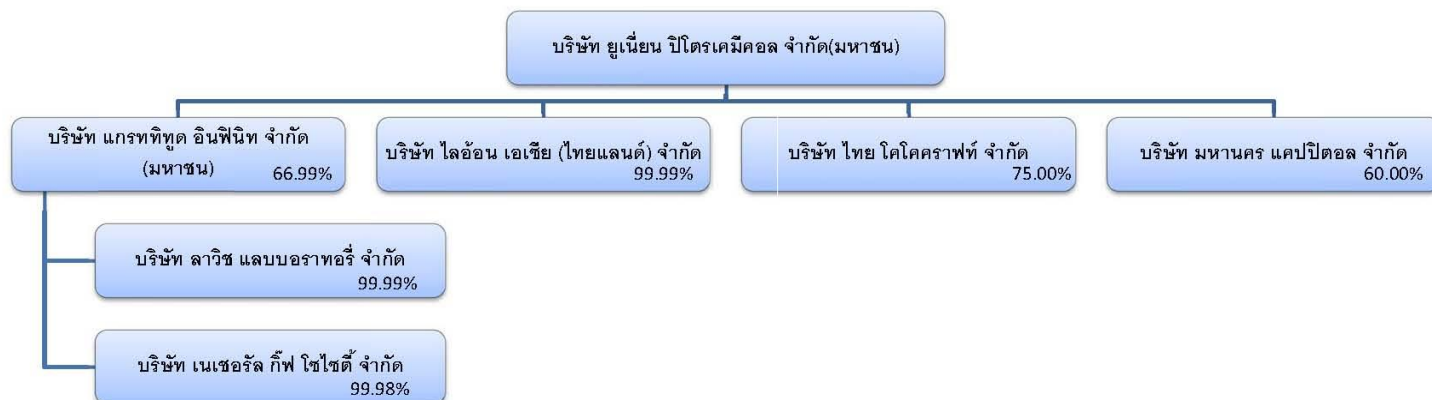 บริษัท ยูเนี่ยน ปิโตรเคมีคอล จำกัด(มหาชน)
บริษัท แกรททิทูด อินฟินิท จำกัด
(มหาชน) 66.99%
บริษัท ไลอ้อน เอเซีย (ไทยแลนด์) จำกัด
99.99%
บริษัท ไทย โคโคคราฟท์ จำกัด
75.00%
บริษัท มหานคร แคปปิตอล จำกัด
60.00%
บริษัท ลาวิช แลบบอราทอรี่ จำกัด
99.99%
บริษัท เนเชอรัล กิ๊ฟ โซไซตี้ จำกัด
99.98%